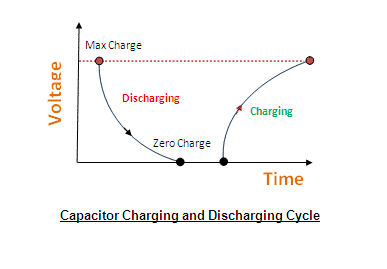 Max Charge
Voltage
Discharging
Charging
Zero Charge
Time
Capacitor Charging and Discharging Cycle